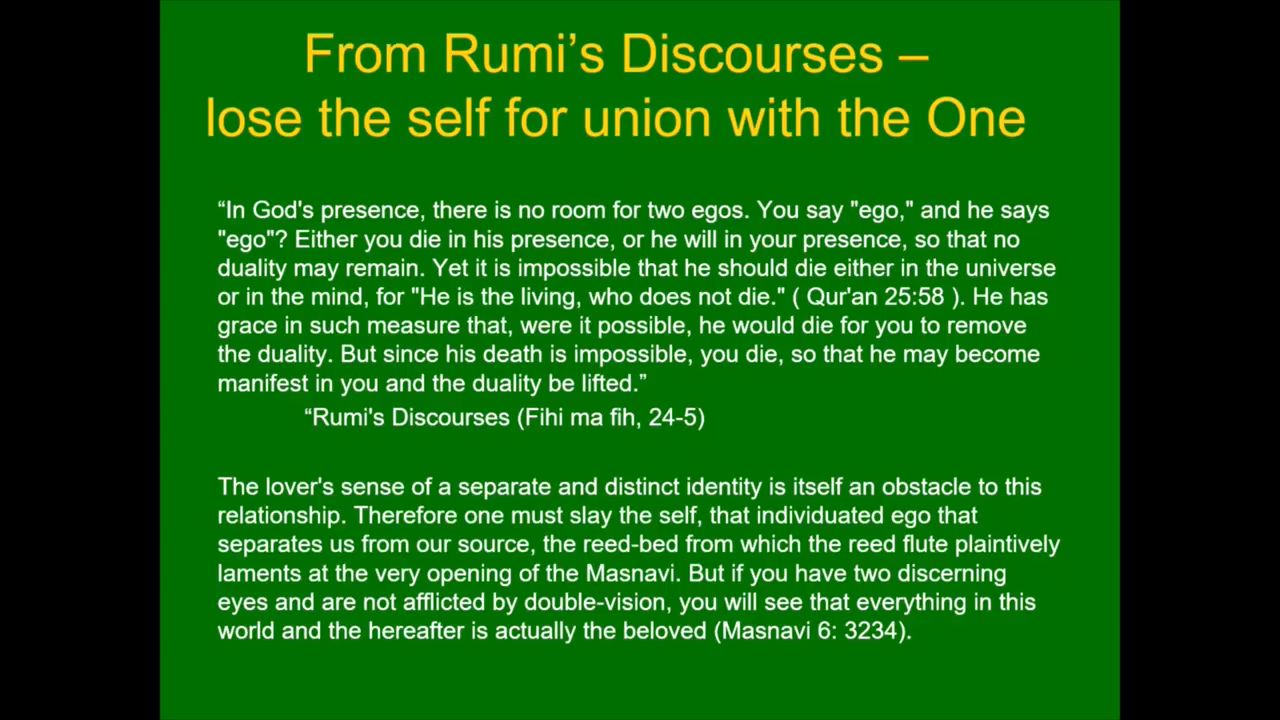 From Rumi’s Discourses –
lose the self for union with the One
“In God's presence, there is no room for two egos. You say "ego," and he says
"ego"? Either you die in his presence, or he will in your presence, so that no
duality may remain. Yet it is impossible that he should die either in the universe
or in the mind, for "He is the living, who does not die." ( Qur'an 25:58 ). He has
grace in such measure that, were it possible, he would die for you to remove
the duality. But since his death is impossible, you die, so that he may become
manifest in you and the duality be lifted.”
“Rumi's Discourses (Fihi ma fih, 24-5)
The lover's sense of a separate and distinct identity is itself an obstacle to this
relationship. Therefore one must slay the self, that individuated ego that
separates us from our source, the reed-bed from which the reed flute plaintively
laments at the very opening of the Masnavi. But if you have two discerning
eyes and are not afflicted by double-vision, you will see that everything in this
world and the hereafter is actually the beloved (Masnavi 6: 3234).